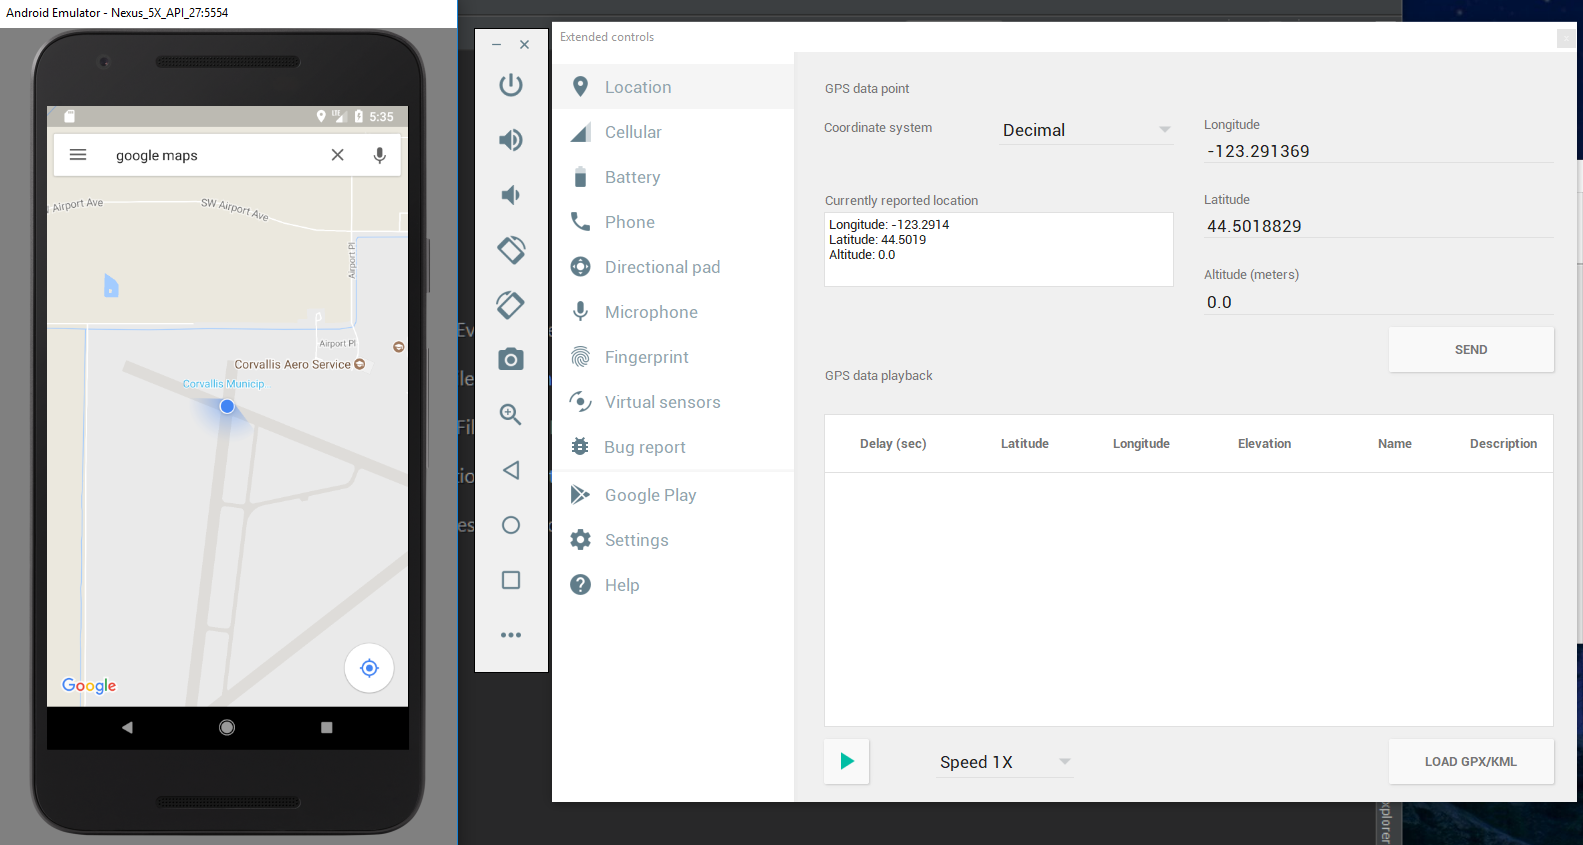 Android Emulator - Nexus_5X_API_27:5554
LTE
5:35
google maps
Airport Ave
SW Airport Ave
Airport Pl
p
Airport Pl
Corvallis Aero Service
Corvallis Municip
Google
Extended controls
Location
Cellular
Battery
Phone
Directional pad
Microphone
Fingerprint
Virtual sensors
Bug report
Google Play
Settings
Help
GPS data point
Coordinate system
Decimal
Longitude
-123.291369
Currently reported location
Longitude: -123.2914
Latitude: 44.5019
Altitude: 0.0
Latitude
44.5018829
Altitude (meters)
0.0
SEND
GPS data playback
Delay (sec) Latitude Longitude Elevation Name Description
Speed 1X
LOAD GPX/KML
xplorer